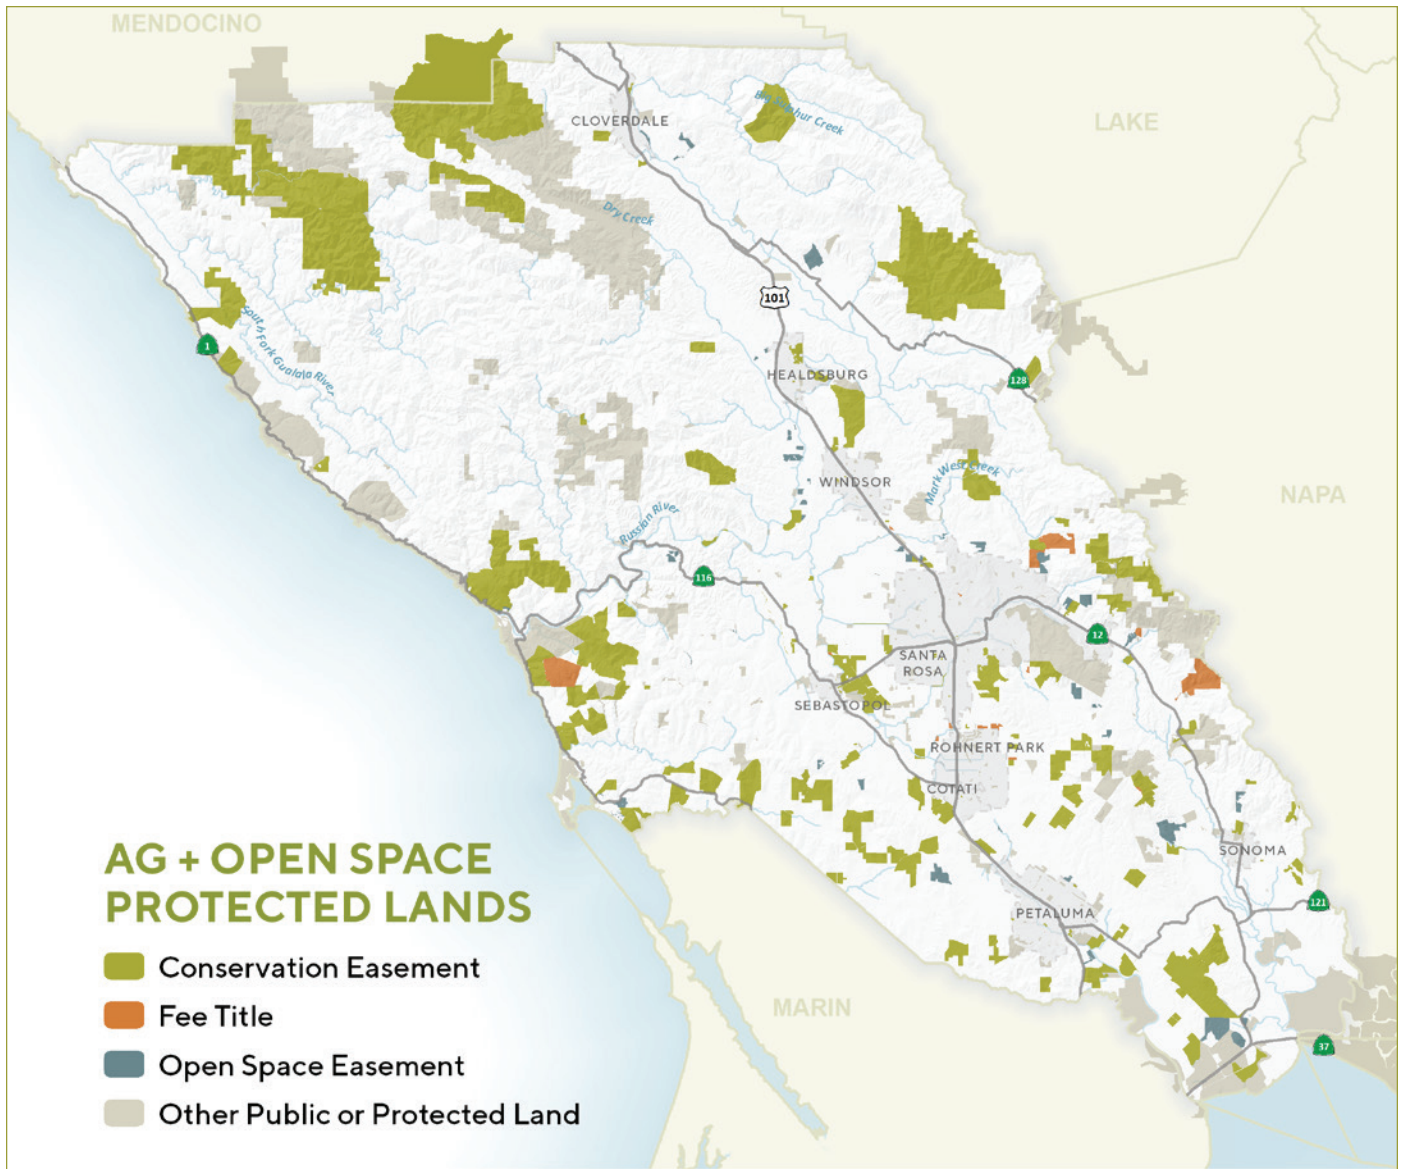 MENDOCINO
CLOVERDALE
Big Sulphur Creek
LAKE
Dry Creek
101
South Fork Gualala River
1
HEALDSBURG
128
Mark West Creek
WINDSOR
NAPA
Russian River
116
12
SANTA
ROSA
SEBASTOPOL
ROHNERT PARK
COTATI
SONOMA
121
PETALUMA
MARIN
37
AG + OPEN SPACE
PROTECTED LANDS
Conservation Easement
Fee Title
Open Space Easement
Other Public or Protected Land